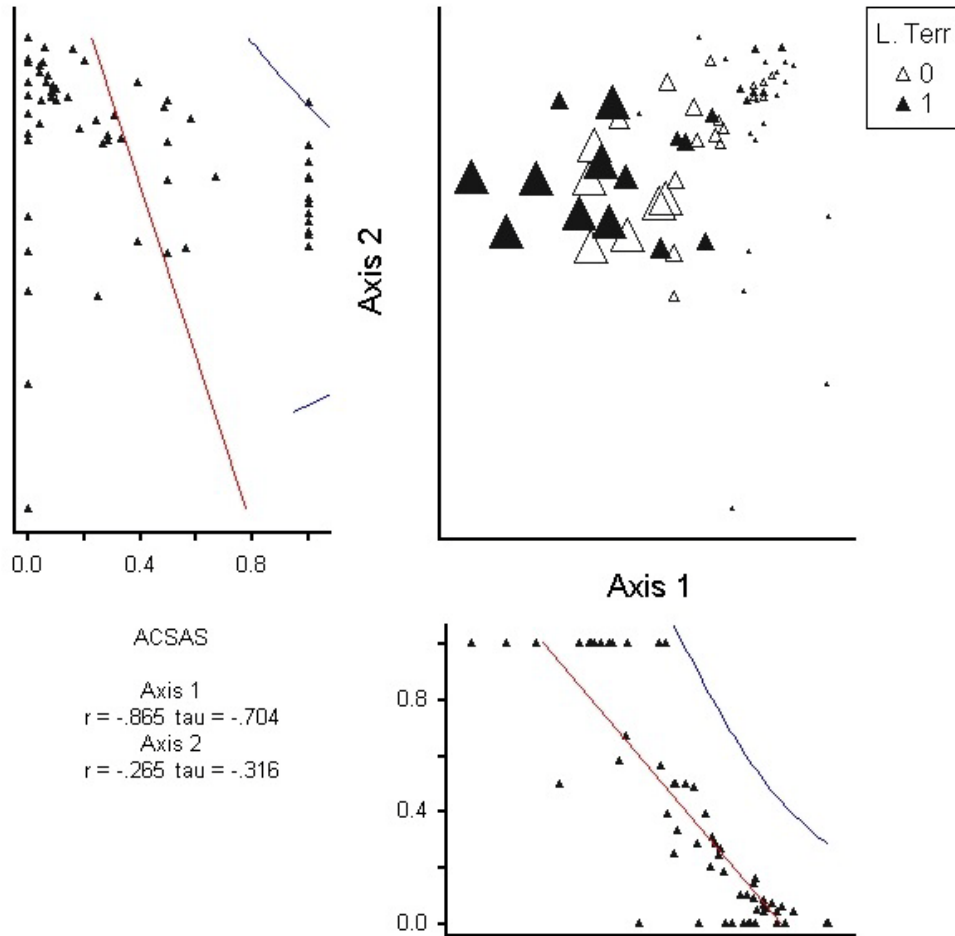 L. Terr
0
1
Axis 2
0.0 0.4 0.8
Axis 1
ACSAS
Axis 1
r = -.865 tau = -.704
Axis 2
r = -.265 tau = -.316
0.8
0.4
0.0